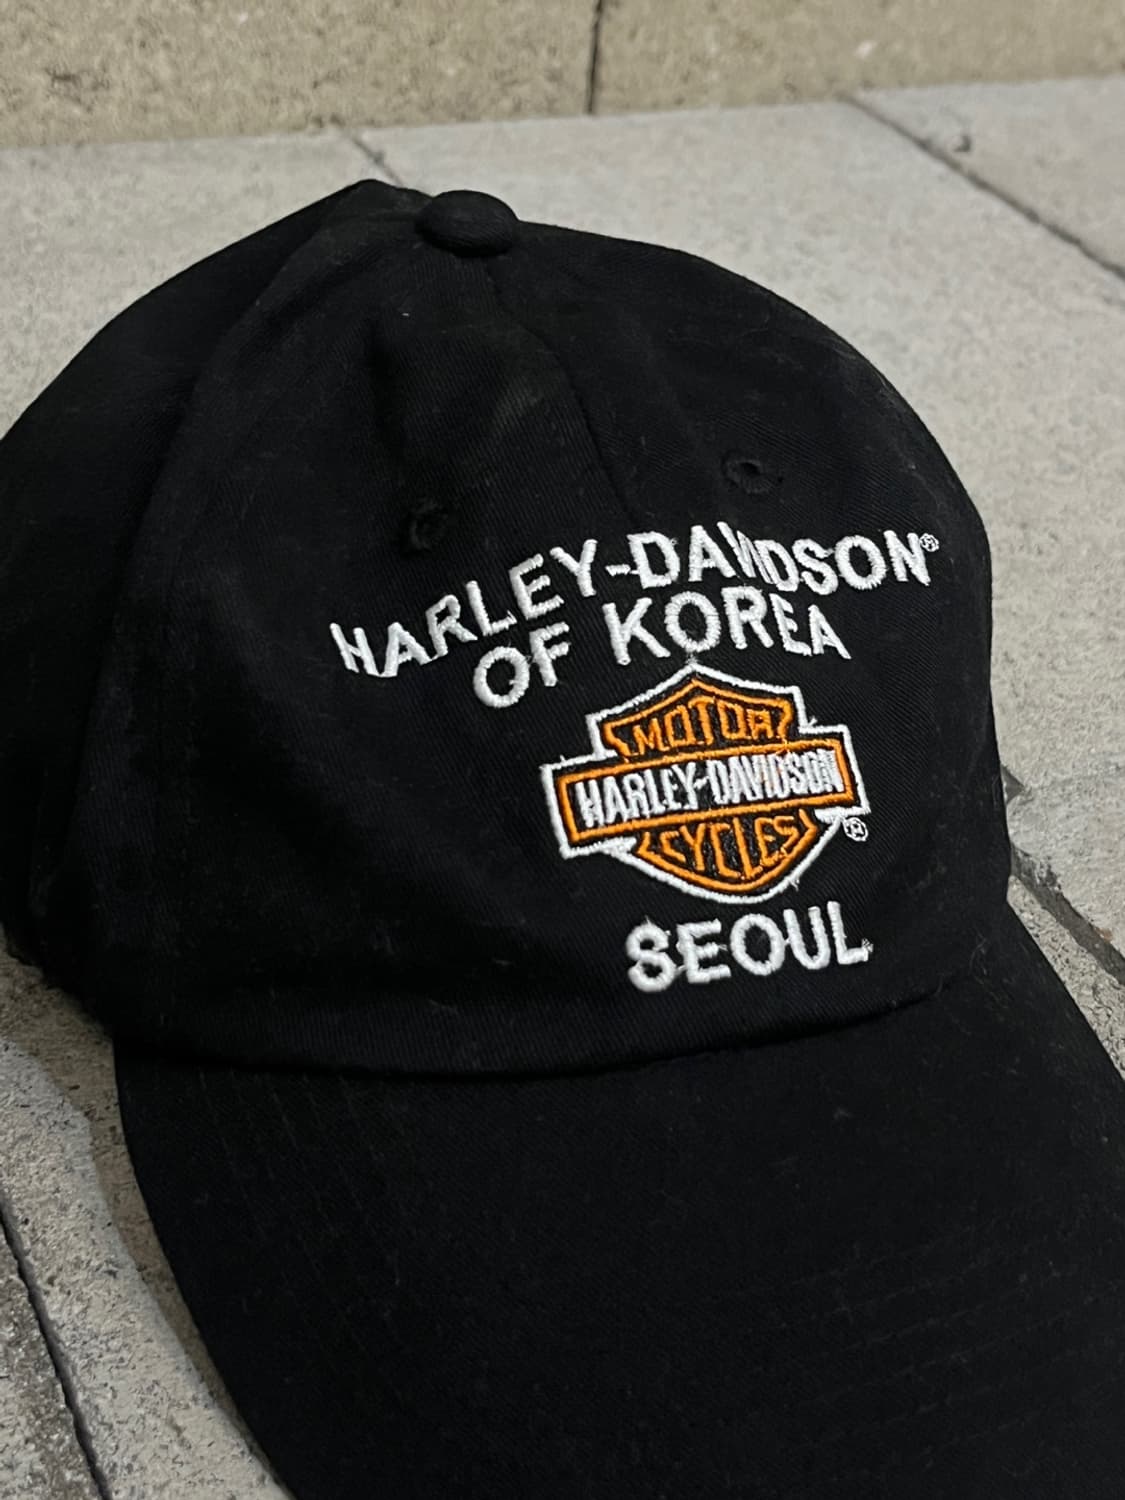 HARLEY-DAVIDSON®
OF KOREA
MOTOR
HARLEY-DAVIDSON
CYCLES
®
SEOUL